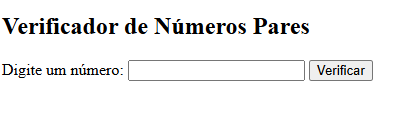 Verificador de Números Pares
Digite um número: Verificar